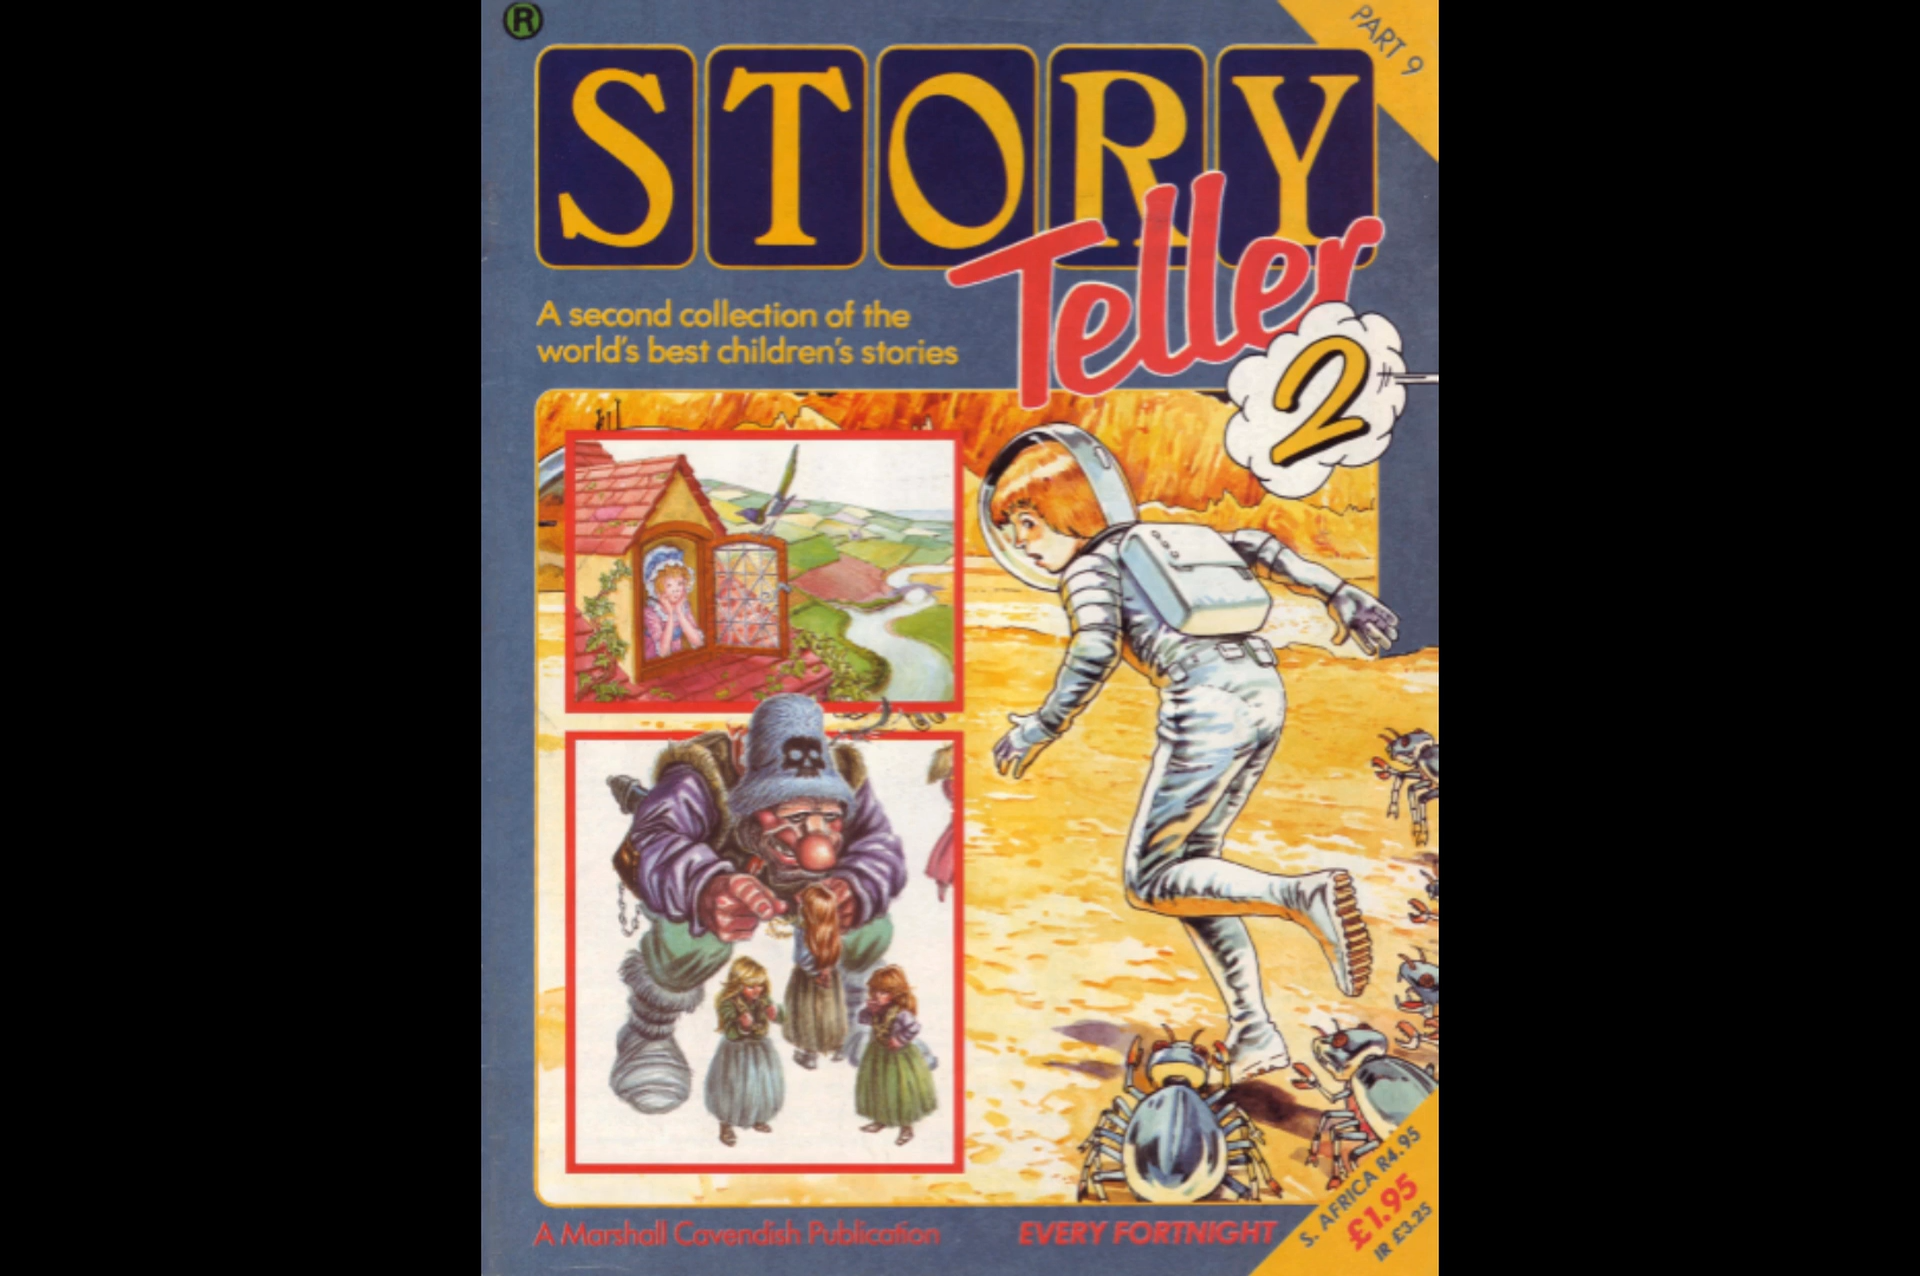 R
PART 9
STORY
Teller
2
A second collection of the
world's best children's stories
A Marshall Cavendish Publication
EVERY FORTNIGHT
S. AFRICA R4.95
£1.95
IR £3.25